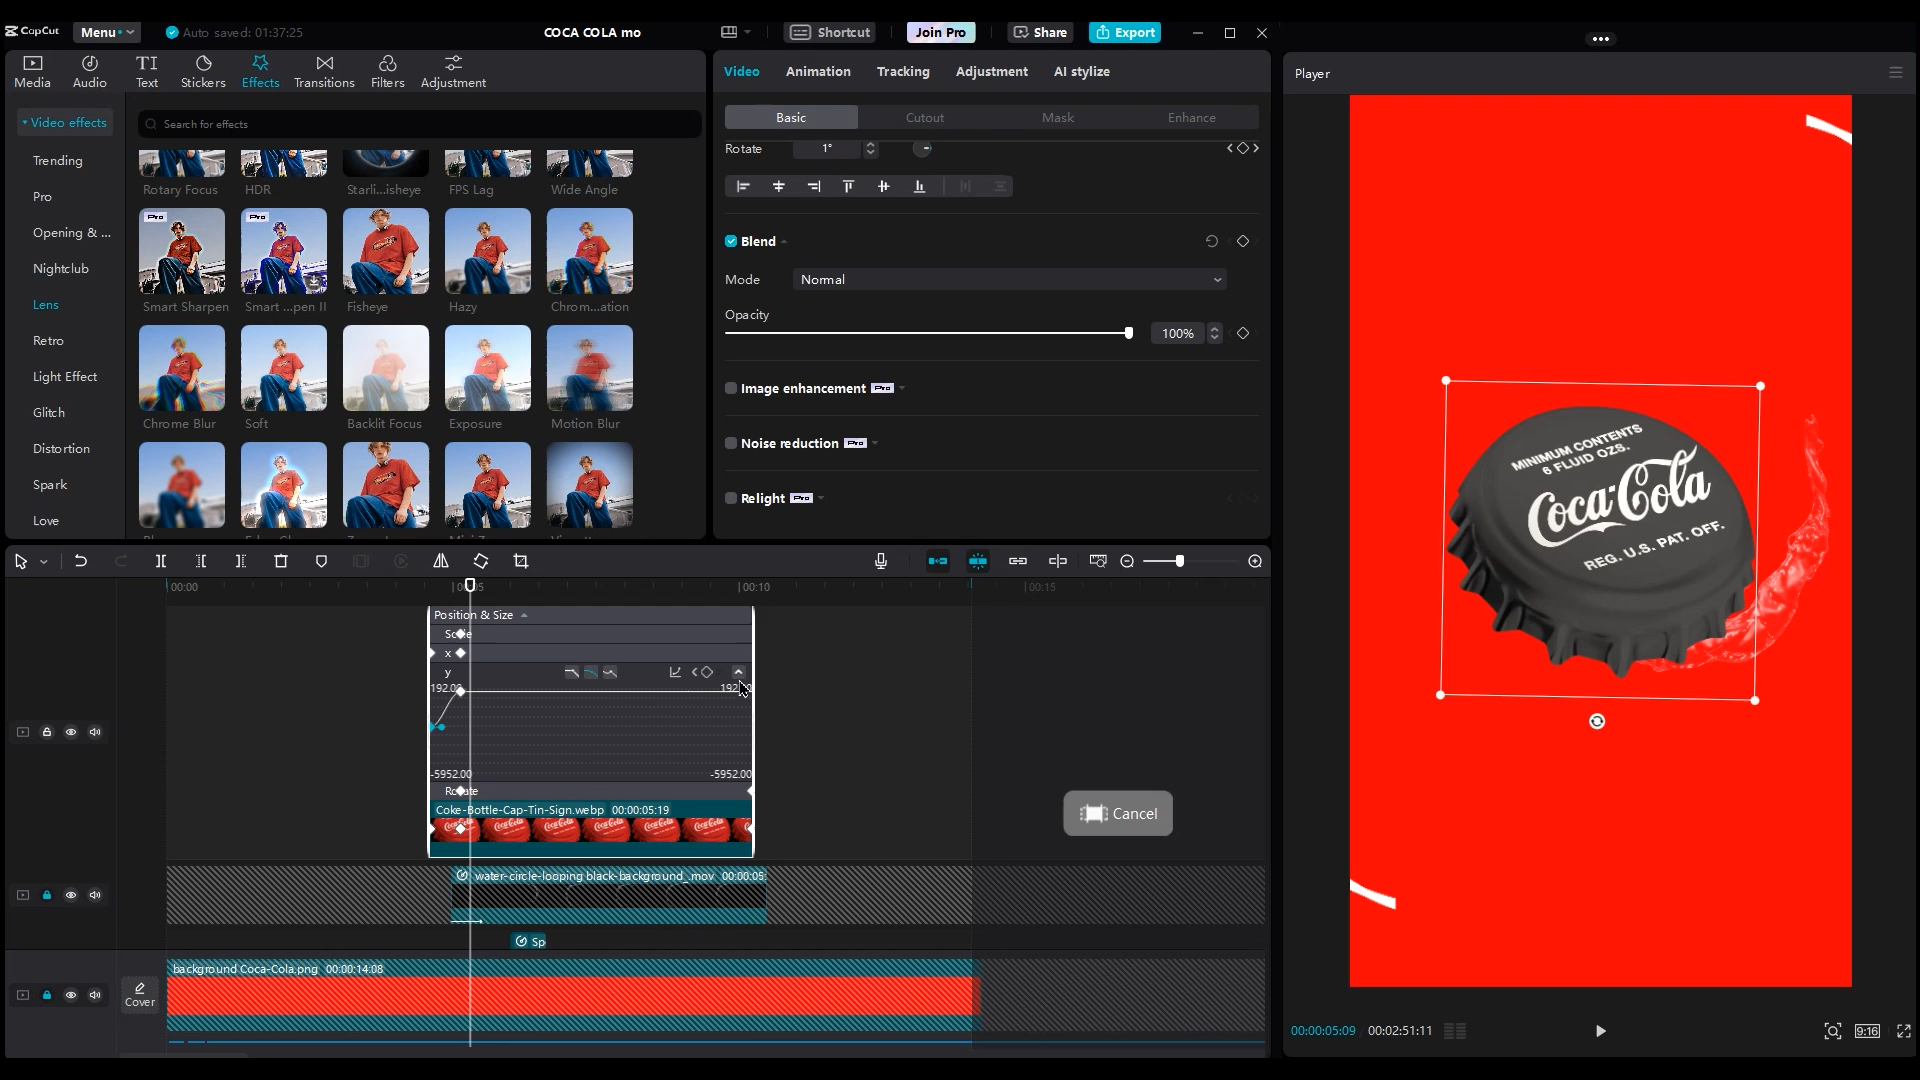 CapCut
Menu
Auto saved: 01:37:25
COCA COLA mo
Shortcut
Join Pro
Share
Export
Media
Audio
Text
Stickers
Effects
Transitions
Filters
Adjustment
Video effects
Trending
Pro
Opening & ...
Nightclub
Lens
Retro
Light Effect
Glitch
Distortion
Spark
Love
Search for effects
Rotary Focus
HDR
Starli...isheye
FPS Lag
Wide Angle
Pro
Pro
Smart Sharpen
Smart ...pen II
Fisheye
Hazy
Chrom...ation
Chrome Blur
Soft
Backlit Focus
Exposure
Motion Blur
Video
Animation
Tracking
Adjustment
AI stylize
Basic
Cutout
Mask
Enhance
Rotate
1°
Blend
Mode
Normal
Opacity
100%
Image enhancement
Pro
Noise reduction
Pro
Relight
Pro
Player
MINIMUM CONTENTS
6 FLUID OZS.
Coca-Cola
REG. U.S. PAT. OFF.
00:00:05:09
00:02:51:11
9:16
00:00
00:05
00:10
00:15
Position & Size
Scale
x
y
192.00
-5952.00
-5952.00
Rotate
Coke-Bottle-Cap-Tin-Sign.webp 00:00:05:19
Cancel
water-circle-looping black-background_.mov 00:00:05:
Sp
background Coca-Cola.png 00:00:14:08
Cover